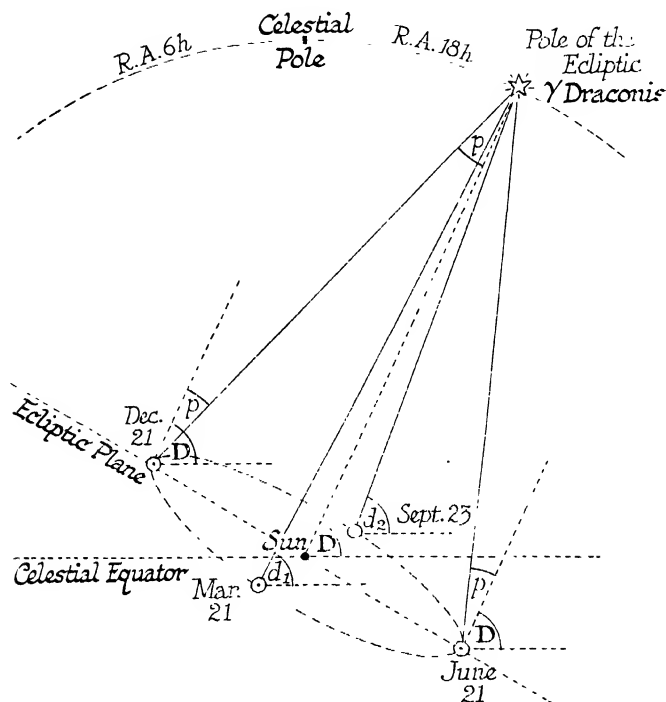 Celestial
Pole
R.A. 6h
R.A. 18h
Pole of the
Ecliptic
γ Draconis
p
Dec.
21
p
D
Ecliptic Plane
Sept. 23
d2
Sun
D
Celestial Equator
d1
Mar.
21
p
D
June
21